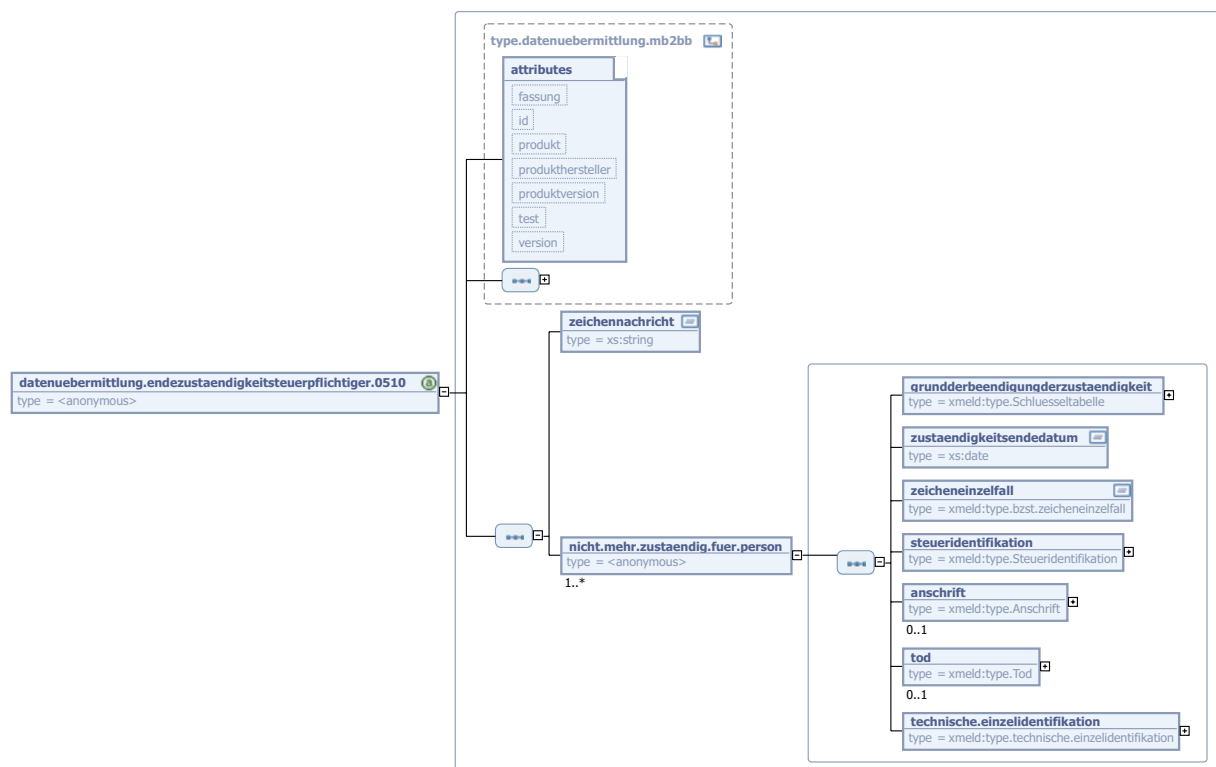 type.datenuebermittlung.mb2bb
attributes
fassung
id
produkt
produkthersteller
produktversion
test
version
zeichennachricht
type = xs:string
datenuebermittlung.endezustaendigkeitsteuerpflichtiger.0510
type = <anonymous>
nicht.mehr.zustaendig.fuer.person
type = <anonymous>
1..*
grundderbeendigungderzustaendigkeit
type = xmeld:type.Schluesseltabelle
zustaendigkeitsendedatum
type = xs:date
zeicheneinzelfall
type = xmeld:type.bzst.zeicheneinzelfall
steueridentifikation
type = xmeld:type.Steueridentifikation
anschrift
type = xmeld:type.Anschrift
0..1
tod
type = xmeld:type.Tod
0..1
technische.einzelidentifikation
type = xmeld:type.technische.einzelidentifikation